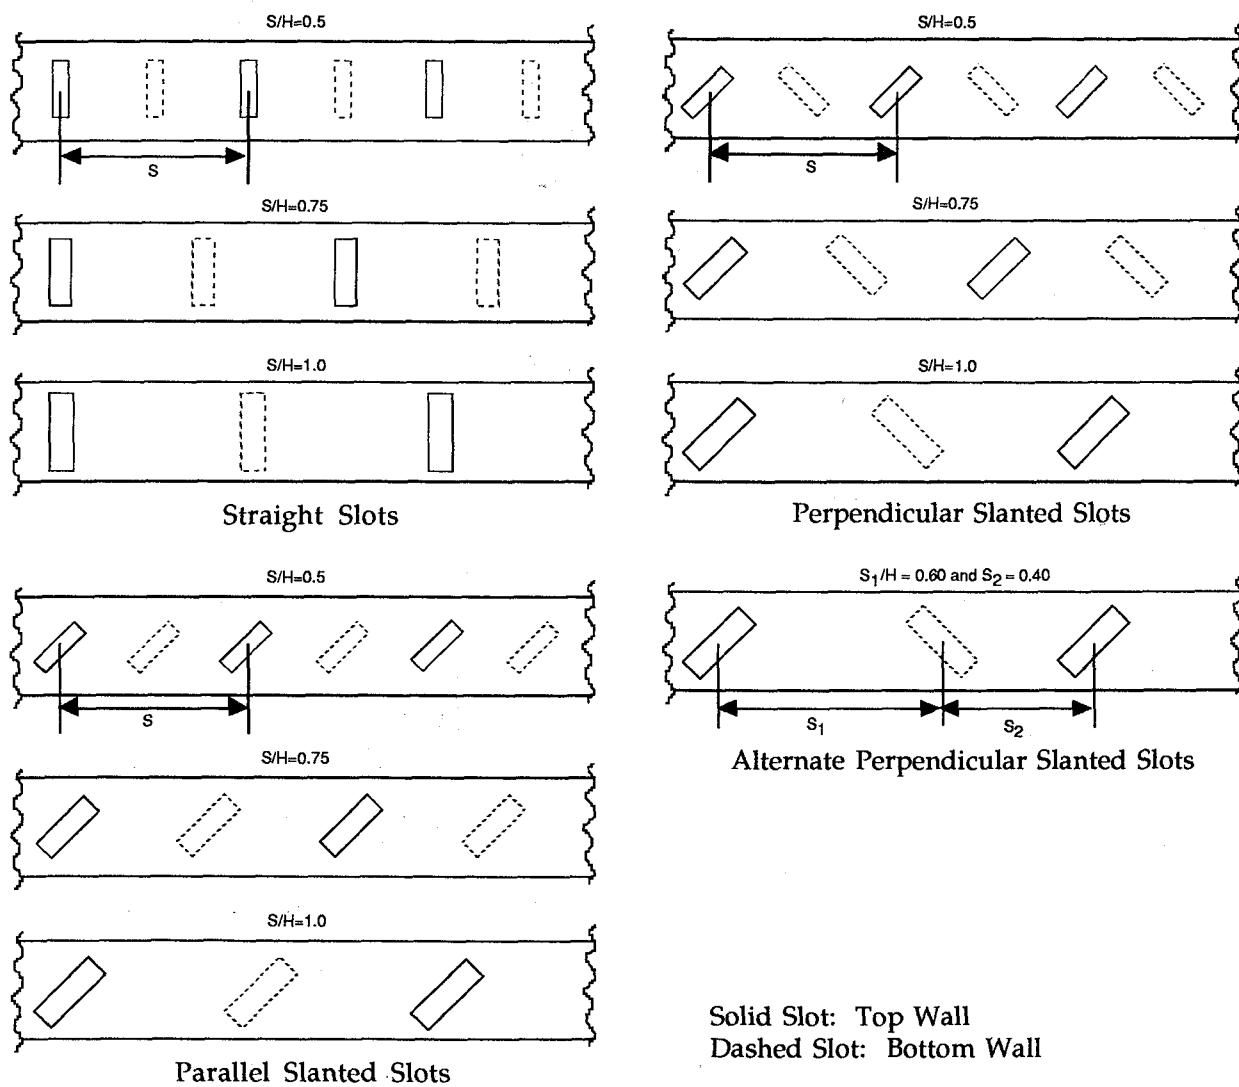 S/H=0.5
S
S/H=0.75
S/H=1.0
Straight Slots
S/H=0.5
S
S/H=0.75
S/H=1.0
Perpendicular Slanted Slots
S/H=0.5
S
S/H=0.75
S/H=1.0
Parallel Slanted Slots
S₁/H = 0.60 and S₂ = 0.40
S₁ S₂
Alternate Perpendicular Slanted Slots
Solid Slot: Top Wall
Dashed Slot: Bottom Wall